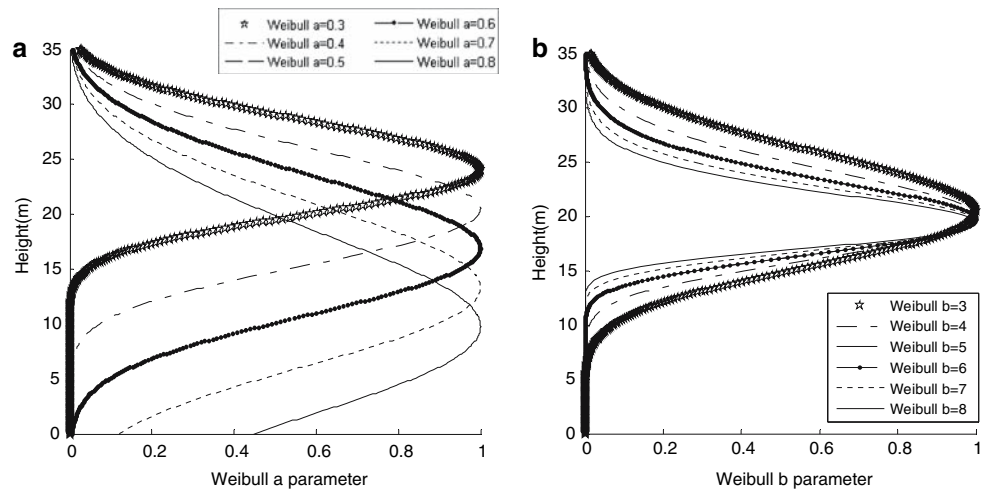 a
Weibull a=0.3
Weibull a=0.4
Weibull a=0.5
Weibull a=0.6
Weibull a=0.7
Weibull a=0.8
35
30
25
20
15
10
5
0
Height(m)
0 0.2 0.4 0.6 0.8 1
Weibull a parameter
b
35
30
25
20
15
10
5
0
Height(m)
Weibull b=3
Weibull b=4
Weibull b=5
Weibull b=6
Weibull b=7
Weibull b=8
0 0.2 0.4 0.6 0.8 1
Weibull b parameter